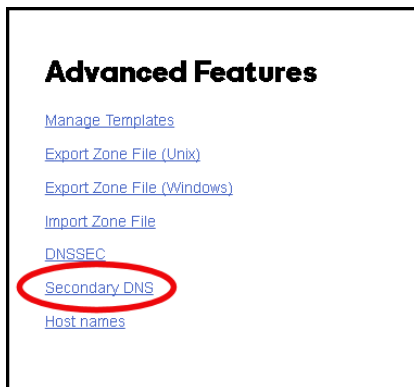 Advanced Features
Manage Templates
Export Zone File (Unix)
Export Zone File (Windows)
Import Zone File
DNSSEC
Secondary DNS
Host names